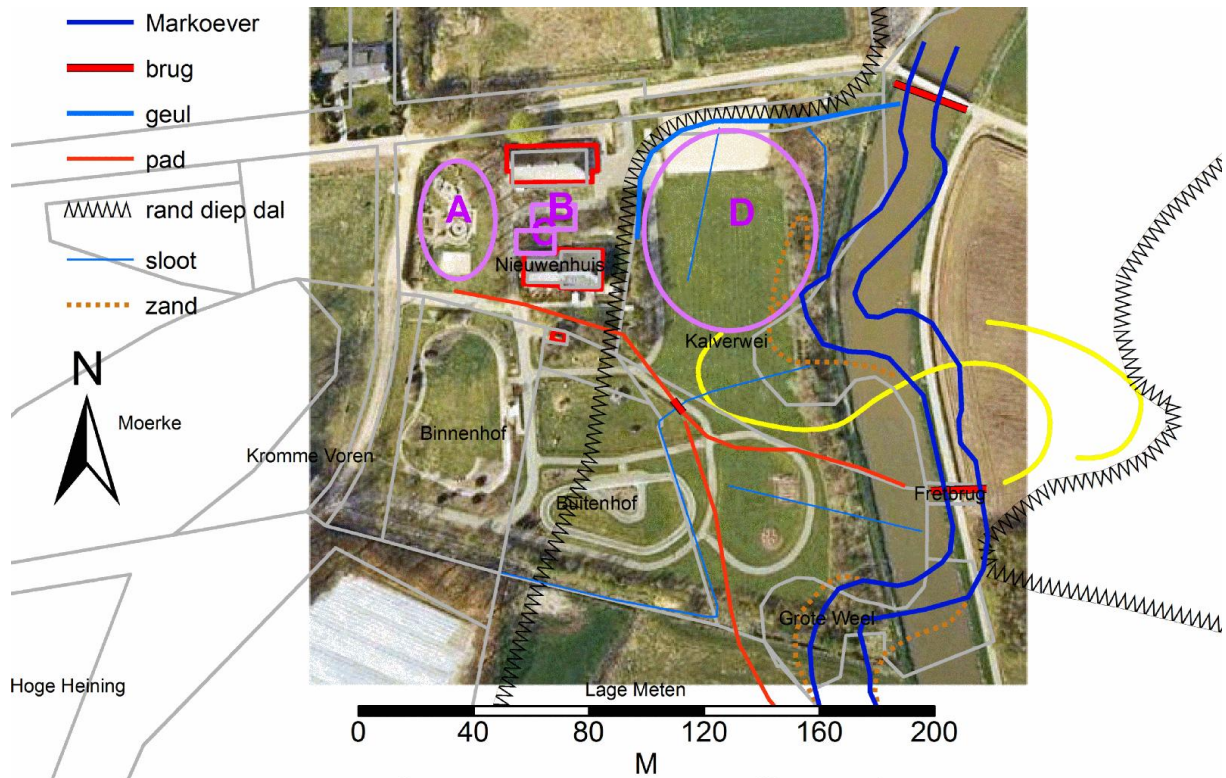 Markoever
brug
geul
pad
rand diep dal
sloot
zand
N
A
B
C
D
Nieuwenhuis
Kalverwei
Moerke
Binnenhof
Kromme Voren
Buitenhof
Freibrug
Grote Weel
Hoge Heining
Lage Meten
0 40 80 120 160 200
M